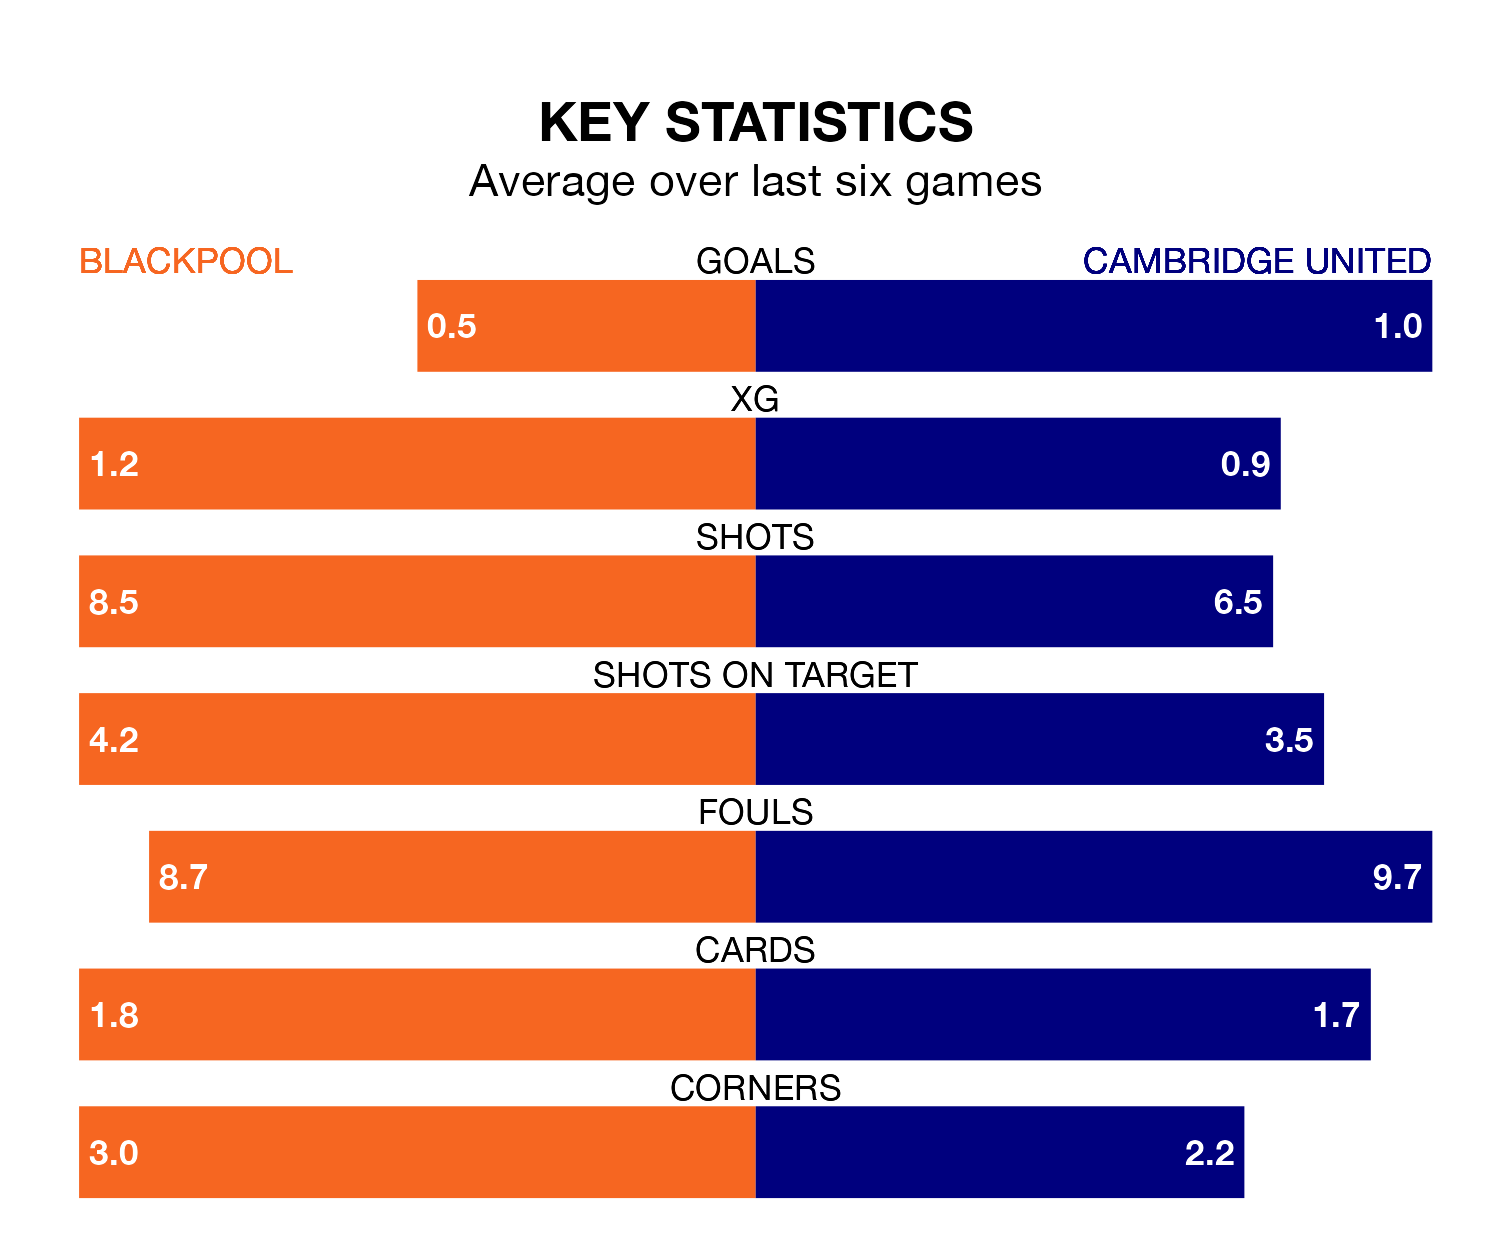 KEY STATISTICS
Average over last six games
BLACKPOOL GOALS CAMBRIDGE UNITED
0.5 1.0
XG
1.2 0.9
SHOTS
8.5 6.5
SHOTS ON TARGET
4.2 3.5
FOULS
8.7 9.7
CARDS
1.8 1.7
CORNERS
3.0 2.2